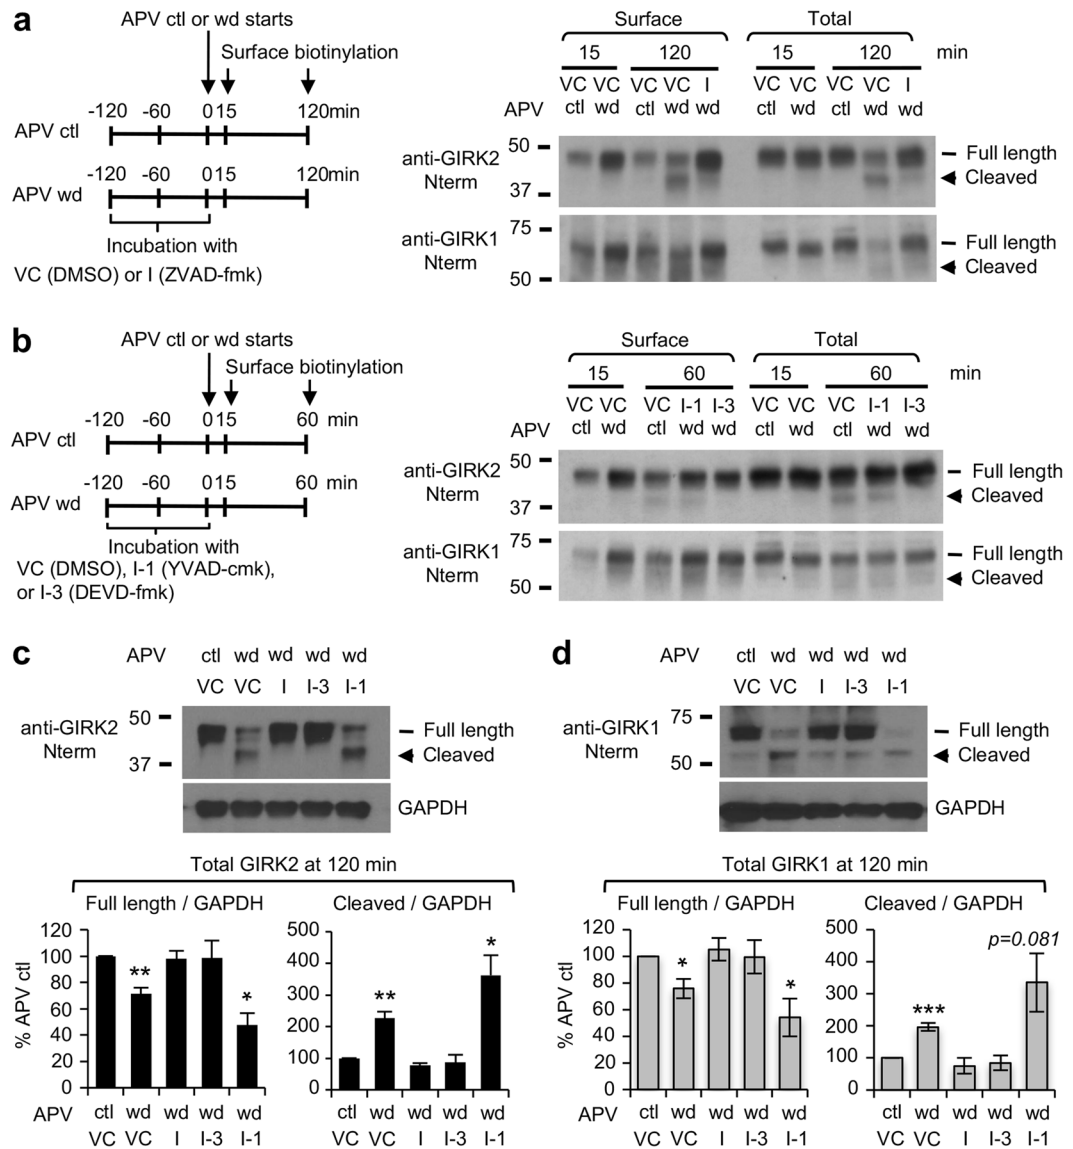 a
APV ctl or wd starts
Surface biotinylation
-120 -60 0 15 120min
APV ctl
-120 -60 0 15 120min
APV wd
Incubation with
VC (DMSO) or I (ZVAD-fmk)
Surface Total
15 120 15 120 min
VC VC VC VC I VC VC VC VC I
APV ctl wd ctl wd wd ctl wd ctl wd wd
anti-GIRK2 Nterm
50
37
Full length
Cleaved
anti-GIRK1 Nterm
75
50
Full length
Cleaved
b
APV ctl or wd starts
Surface biotinylation
-120 -60 0 15 60 min
APV ctl
-120 -60 0 15 60 min
APV wd
Incubation with
VC (DMSO), I-1 (YVAD-cmk),
or I-3 (DEVD-fmk)
Surface Total
15 60 15 60 min
VC VC VC I-1 I-3 VC VC VC I-1 I-3
APV ctl wd ctl wd wd ctl wd ctl wd wd
anti-GIRK2 Nterm
50
37
Full length
Cleaved
anti-GIRK1 Nterm
75
50
Full length
Cleaved
c
APV ctl wd wd wd wd
VC VC I I-3 I-1
anti-GIRK2 Nterm
50
37
Full length
Cleaved
GAPDH
Total GIRK2 at 120 min
Full length / GAPDH
% APV ctl
120
100
80
60
40
20
0
** *
APV ctl wd wd wd wd
VC VC I I-3 I-1
Cleaved / GAPDH
500
400
300
200
100
0
** *
ctl wd wd wd wd
VC VC I I-3 I-1
d
APV ctl wd wd wd wd
VC VC I I-3 I-1
anti-GIRK1 Nterm
75
50
Full length
Cleaved
GAPDH
Total GIRK1 at 120 min
Full length / GAPDH
% APV ctl
120
100
80
60
40
20
0
* *
APV ctl wd wd wd wd
VC VC I I-3 I-1
Cleaved / GAPDH
500
400
300
200
100
0
*** p=0.081
ctl wd wd wd wd
VC VC I I-3 I-1